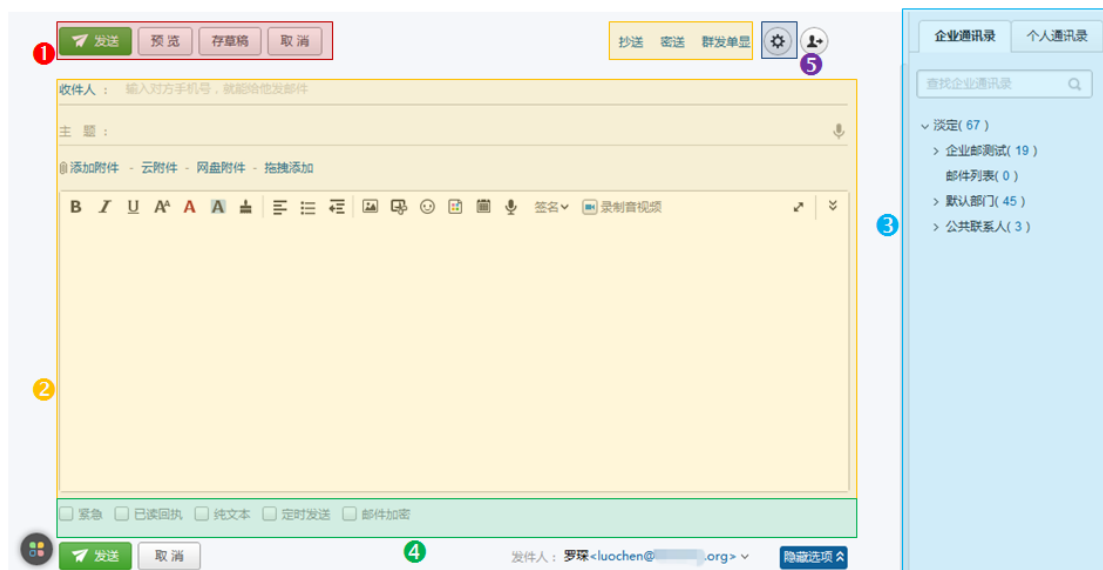 发送 预览 存草稿 取消 抄送 密送 群发单显
1
5
收件人： 输入对方手机号，就能给他发邮件
主 题：
添加附件 - 云附件 - 网盘附件 - 拖拽添加
B I U A A A 签名 录制音视频
2
紧急 已读回执 纯文本 定时发送 邮件加密
4
发送 取消 发件人：罗琛<luochen@ .org> 隐藏选项
企业通讯录 个人通讯录
查找企业通讯录
淡定( 67 )
企业邮测试( 19 )
邮件列表( 0 )
默认部门( 45 )
公共联系人( 3 )
3